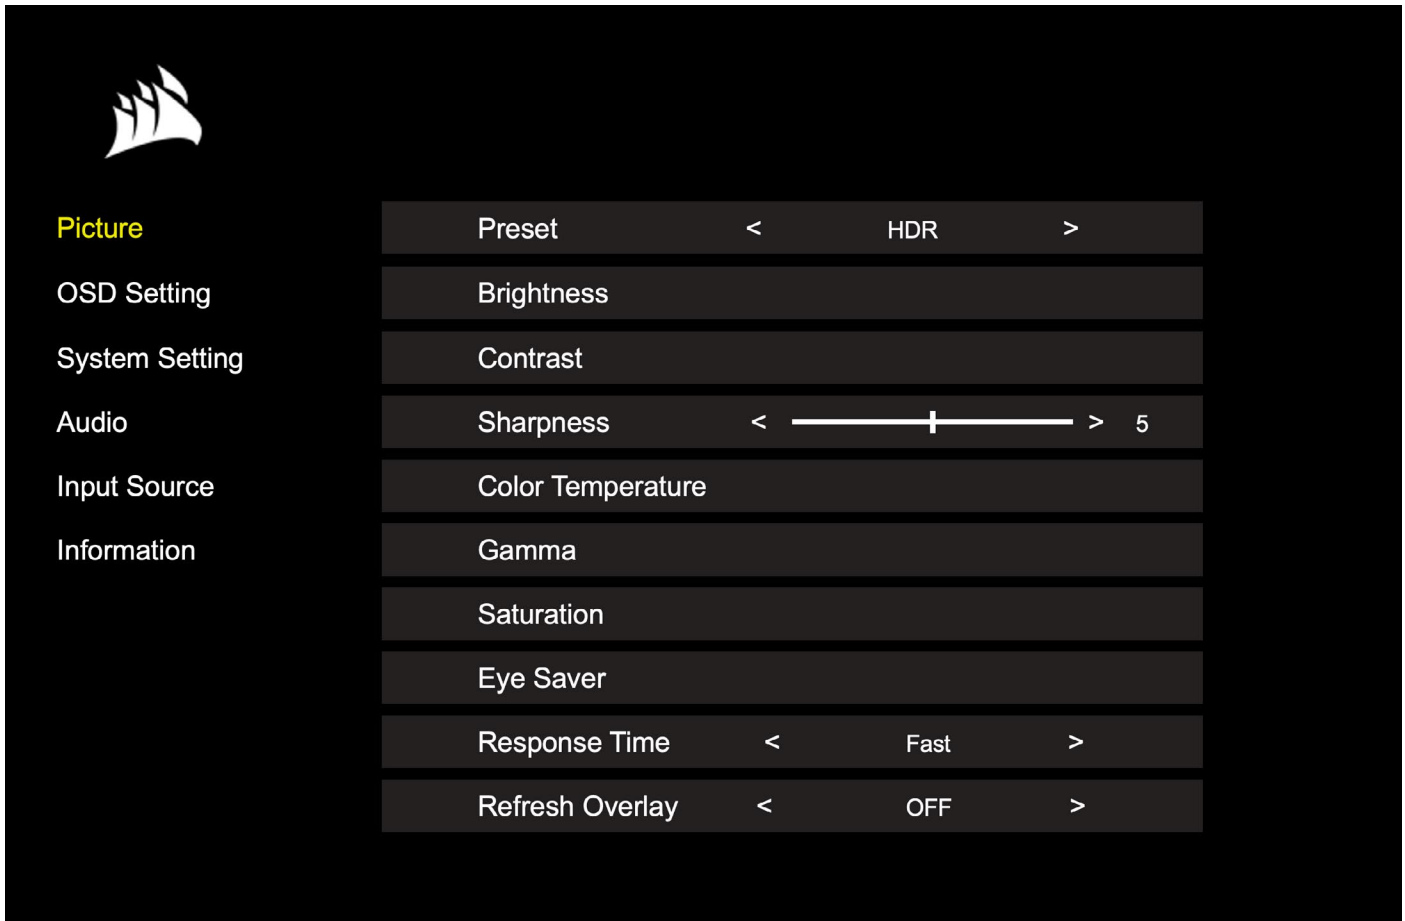 Picture
Preset < HDR >
OSD Setting
Brightness
System Setting
Contrast
Audio
Sharpness < > 5
Input Source
Color Temperature
Information
Gamma
Saturation
Eye Saver
Response Time < Fast >
Refresh Overlay < OFF >